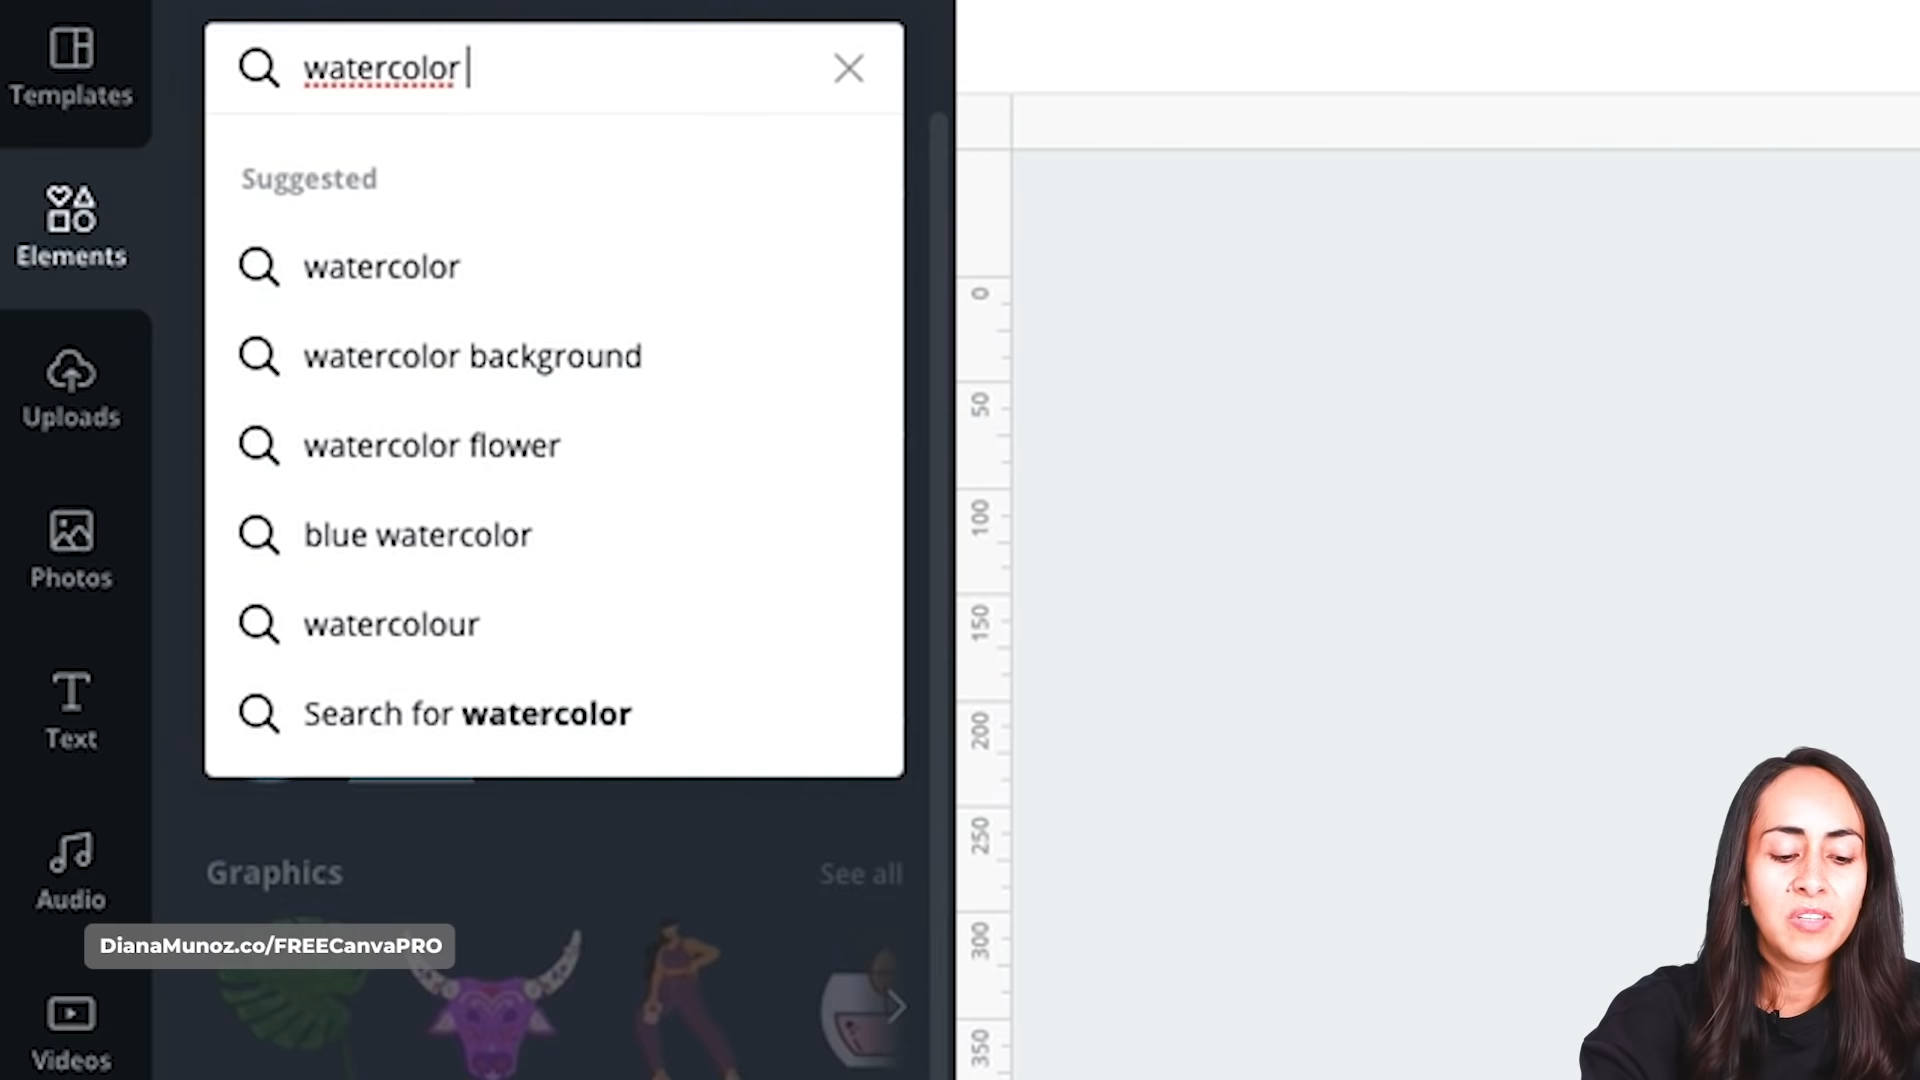 Templates
Elements
Uploads
Photos
Text
Audio
Videos
watercolor
Suggested
watercolor
watercolor background
watercolor flower
blue watercolor
watercolour
Search for watercolor
Graphics
See all
DianaMunoz.co/FREECanvaPRO
0
50
100
150
200
250
300
350